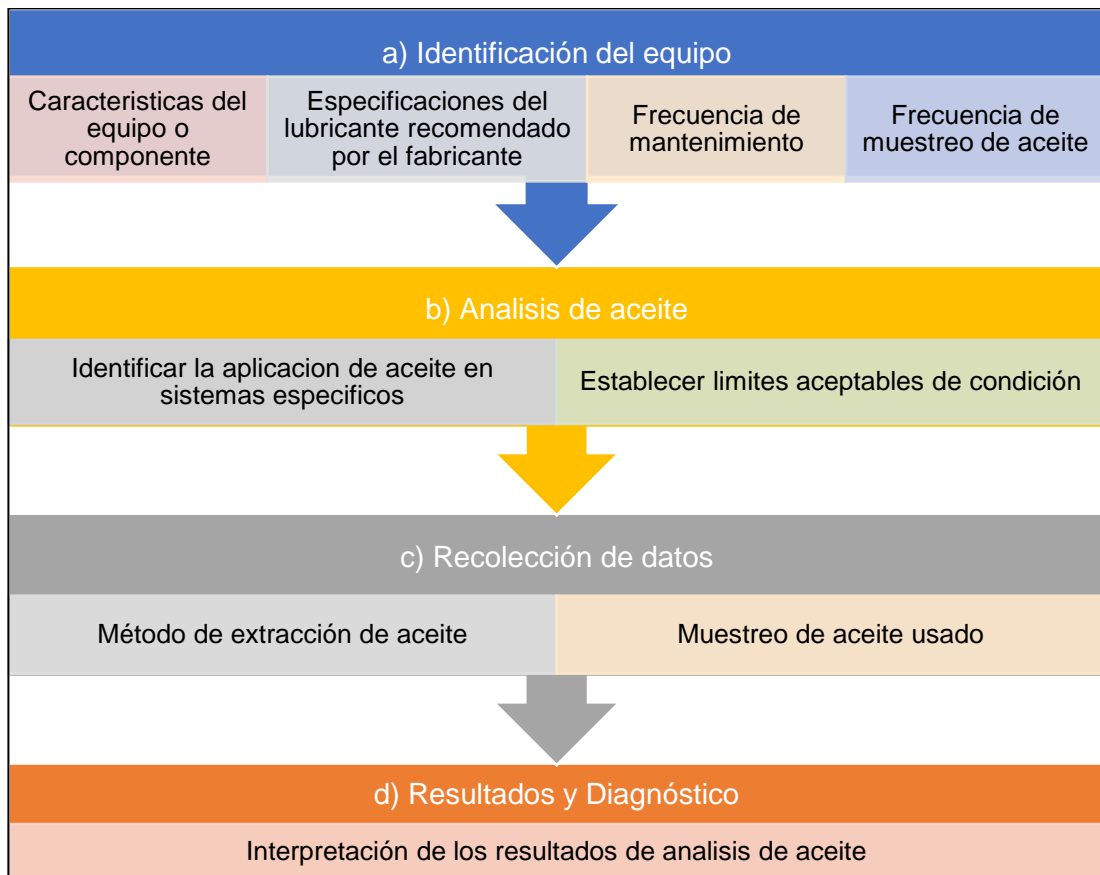 a) Identificación del equipo
Caracteristicas del
equipo o
componente
Especificaciones del
lubricante recomendado
por el fabricante
Frecuencia de
mantenimiento
Frecuencia de
muestreo de aceite
b) Analisis de aceite
Identificar la aplicacion de aceite en
sistemas especificos
Establecer limites aceptables de condición
c) Recolección de datos
Método de extracción de aceite
Muestreo de aceite usado
d) Resultados y Diagnóstico
Interpretación de los resultados de analisis de aceite